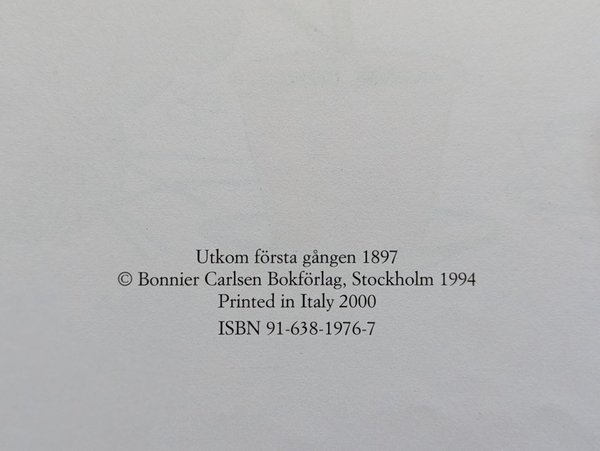 Utkom första gången 1897
© Bonnier Carlsen Bokförlag, Stockholm 1994
Printed in Italy 2000
ISBN 91-638-1976-7